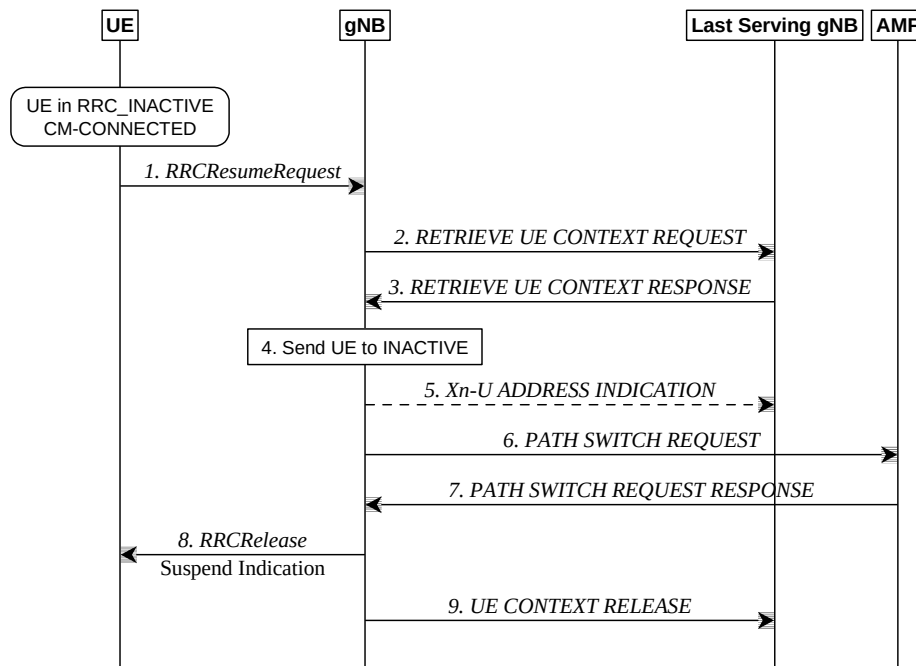 UE
gNB
Last Serving gNB
AMF
UE in RRC_INACTIVE
CM-CONNECTED
1. RRCResumeRequest
2. RETRIEVE UE CONTEXT REQUEST
3. RETRIEVE UE CONTEXT RESPONSE
4. Send UE to INACTIVE
5. Xn-U ADDRESS INDICATION
6. PATH SWITCH REQUEST
7. PATH SWITCH REQUEST RESPONSE
8. RRCRelease
Suspend Indication
9. UE CONTEXT RELEASE